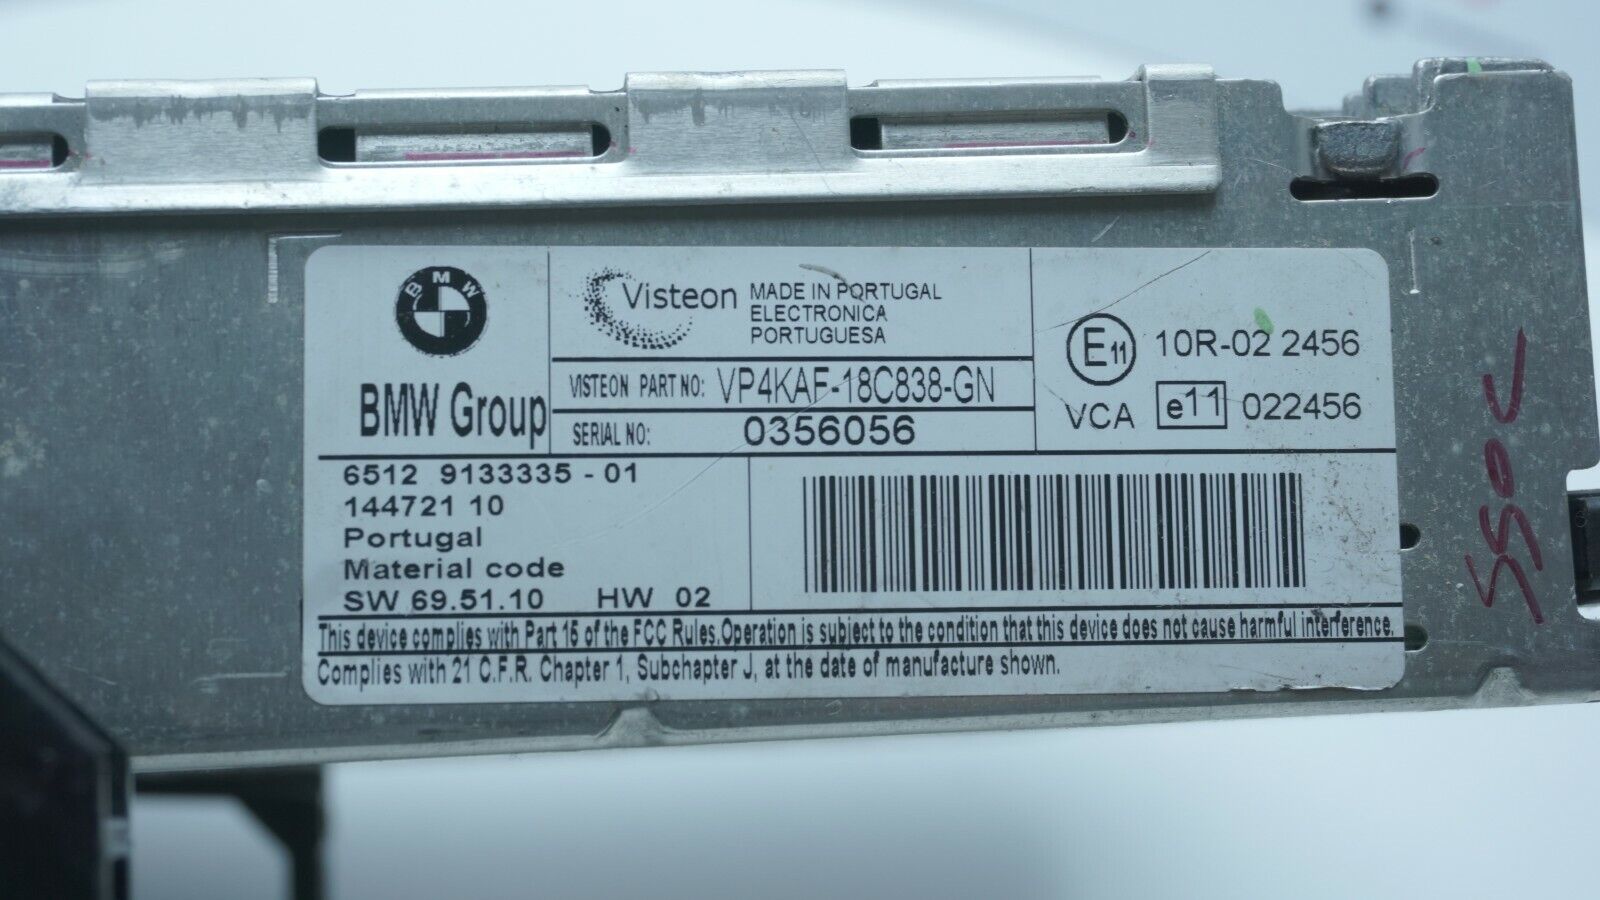 BMW
BMW Group
Visteon
MADE IN PORTUGAL
ELECTRONICA
PORTUGUESA
VISTEON PART NO: VP4KAF-18C838-GN
SERIAL NO: 0356056
E11 10R-02 2456
VCA e11 022456
6512 9133335 - 01
144721 10
Portugal
Material code
SW 69.51.10 HW 02
This device complies with Part 15 of the FCC Rules.Operation is subject to the condition that this device does not cause harmful interference.
Complies with 21 C.F.R. Chapter 1, Subchapter J, at the date of manufacture shown.